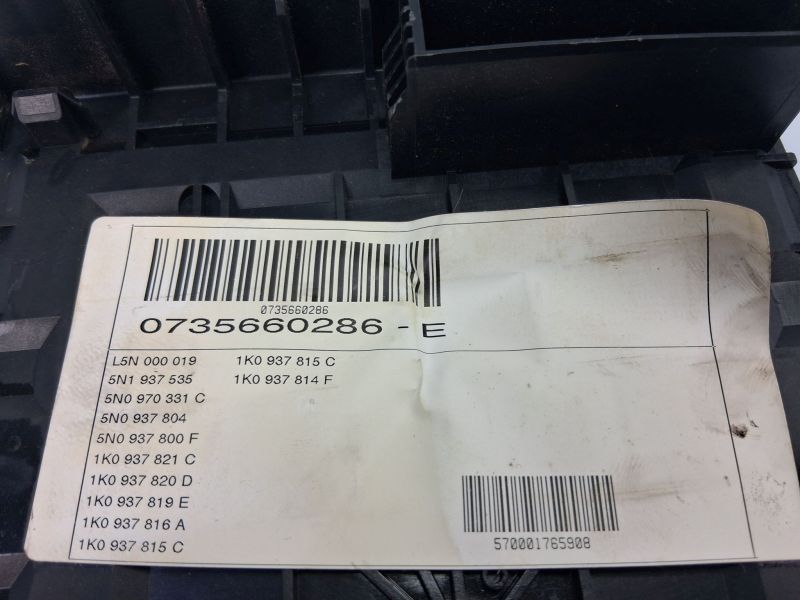 0735660286
0735660286 - E
L5N 000 019
5N1 937 535
5N0 970 331 C
5N0 937 804
5N0 937 800 F
1K0 937 821 C
1K0 937 820 D
1K0 937 819 E
1K0 937 816 A
1K0 937 815 C
1K0 937 815 C
1K0 937 814 F
570001765908